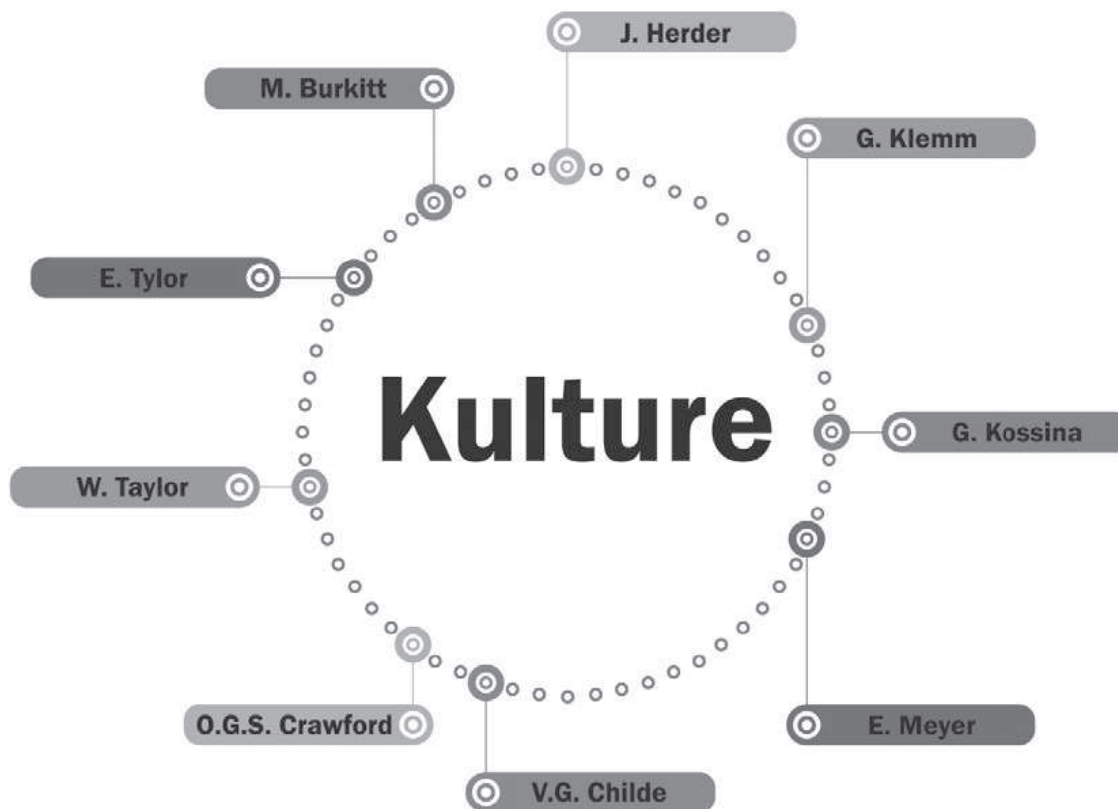 J. Herder
M. Burkitt
G. Klemm
E. Tylor
Kulture
G. Kossina
W. Taylor
O.G.S. Crawford
E. Meyer
V.G. Childe